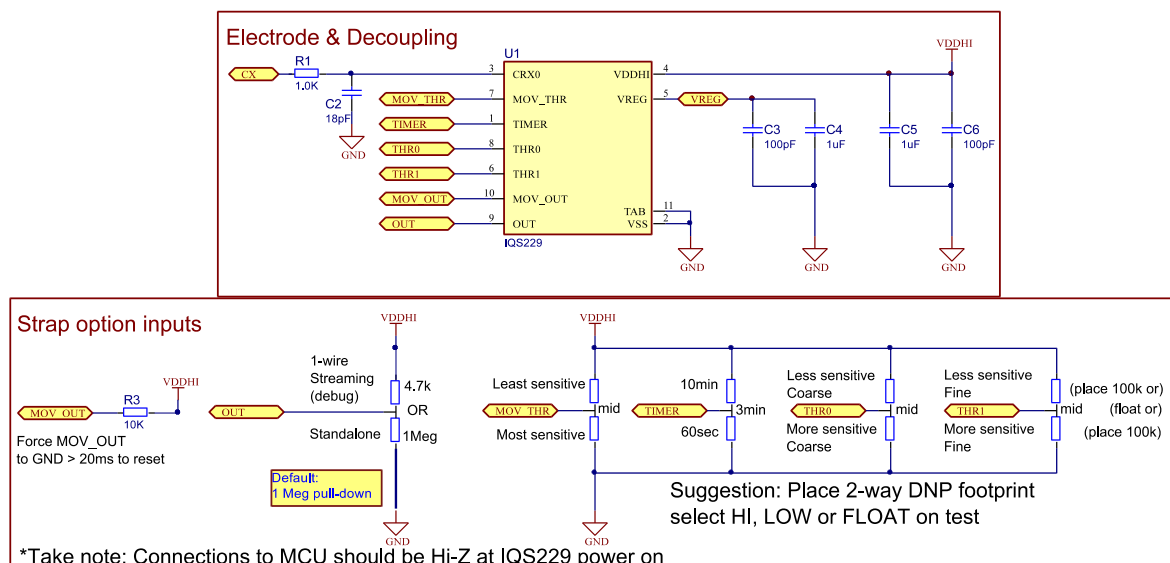 Electrode & Decoupling
VDDHI
U1
CX
R1
1.0K
C2
18pF
GND
3 CRX0 VDDHI 4
MOV_THR 7 MOV_THR VREG 5 VREG
TIMER 1 TIMER
THR0 8 THR0
THR1 6 THR1
MOV_OUT 10 MOV_OUT TAB 11
OUT 9 OUT VSS 2
IQS229
C3
100pF
C4
1uF
C5
1uF
C6
100pF
GND
GND
GND
Strap option inputs
VDDHI
VDDHI
VDDHI
MOV_OUT
R3
10K
Force MOV_OUT
to GND > 20ms to reset
1-wire
Streaming
(debug)
4.7k
OUT
OR
Standalone
1Meg
Default:
1 Meg pull-down
GND
Least sensitive
MOV_THR
mid
Most sensitive
GND
10min
TIMER
3min
60sec
Less sensitive
Coarse
THR0
mid
More sensitive
Coarse
Less sensitive
Fine
THR1
mid
More sensitive
Fine
(place 100k or)
(float or)
(place 100k)
Suggestion: Place 2-way DNP footprint
select HI, LOW or FLOAT on test
*Take note: Connections to MCU should be Hi-Z at IQS229 power on